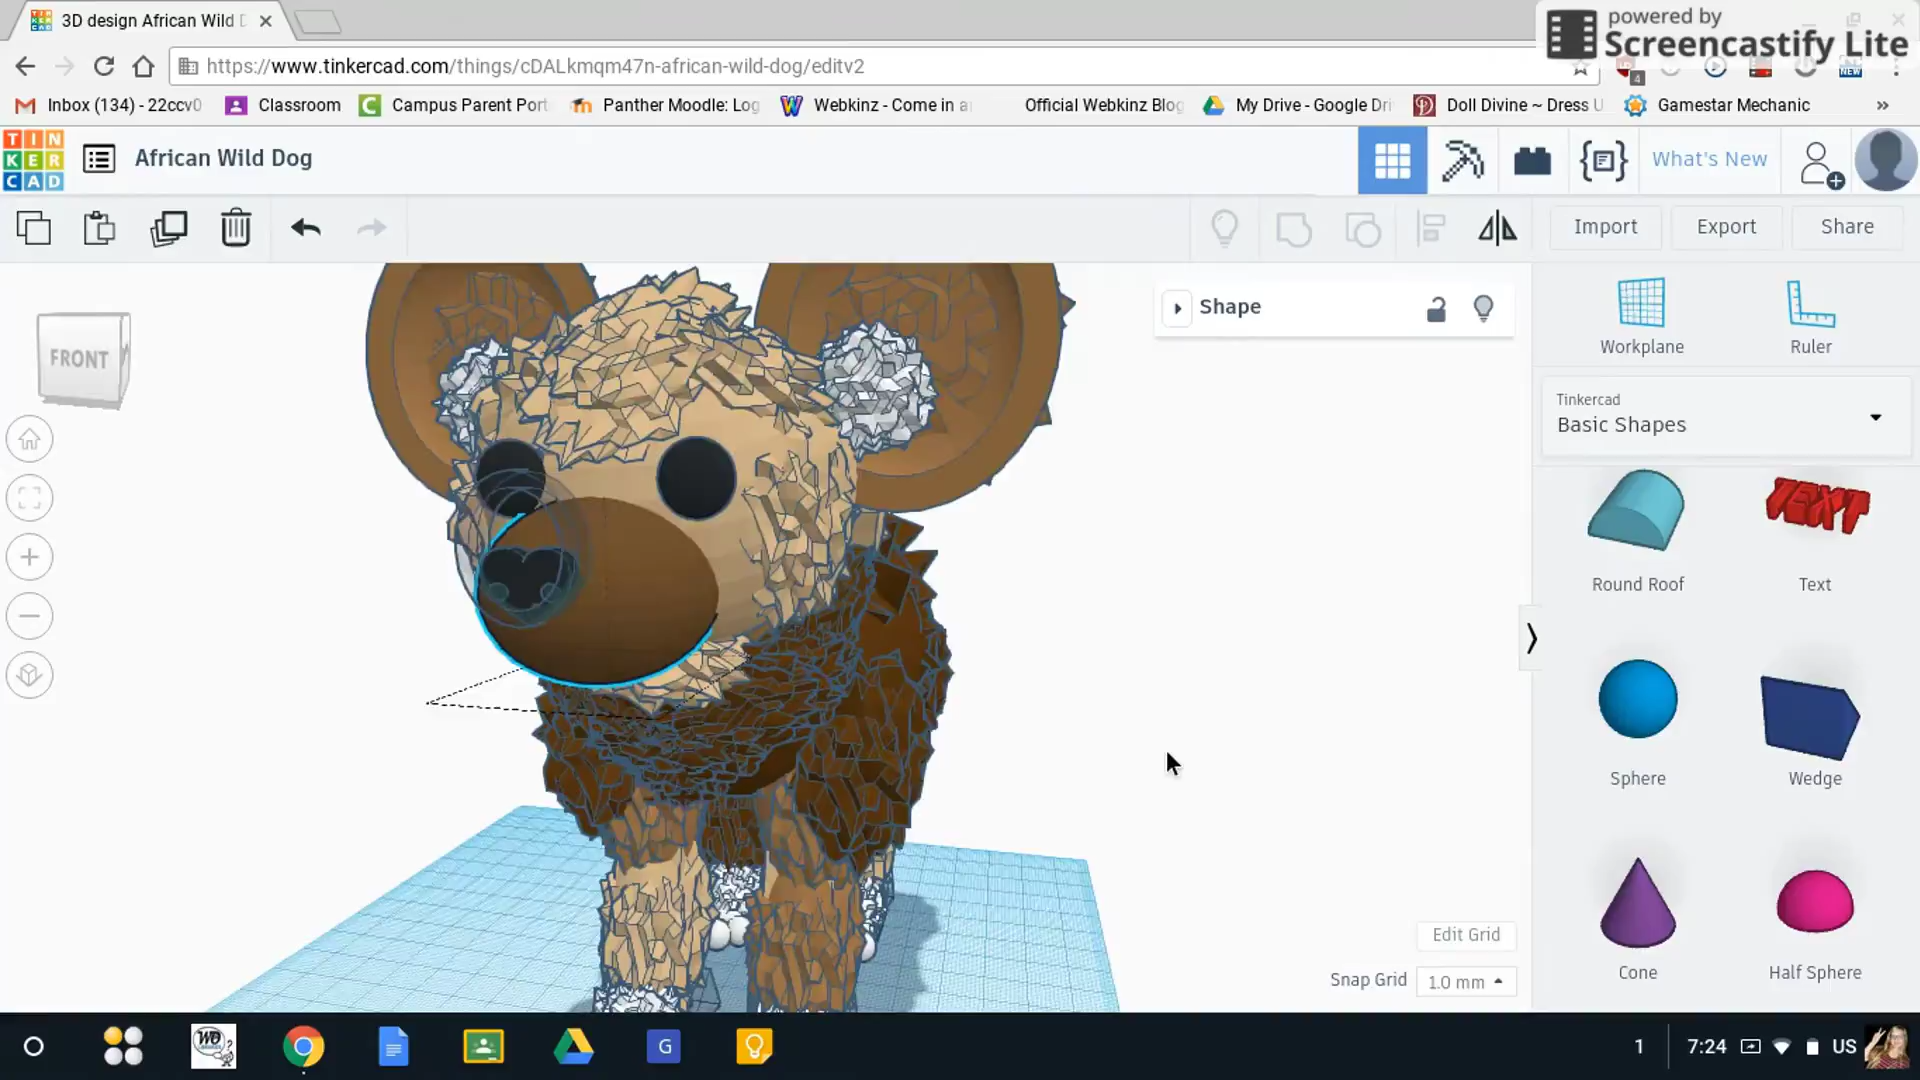 3D design African Wild D
powered by
Screencastify Lite
https://www.tinkercad.com/things/cDALkmqm47n-african-wild-dog/editv2
4
NEW
Inbox (134) - 22ccv0
Classroom
Campus Parent Port
Panther Moodle: Log
Webkinz - Come in a
Official Webkinz Blog
My Drive - Google Dri
Doll Divine ~ Dress U
Gamestar Mechanic
»
TIN
KER
CAD
African Wild Dog
What's New
Import
Export
Share
FRONT
Shape
Workplane
Ruler
Tinkercad
Basic Shapes
TEXT
Round Roof
Text
Sphere
Wedge
Cone
Half Sphere
Edit Grid
Snap Grid
1.0 mm
WD
G
1
7:24
US